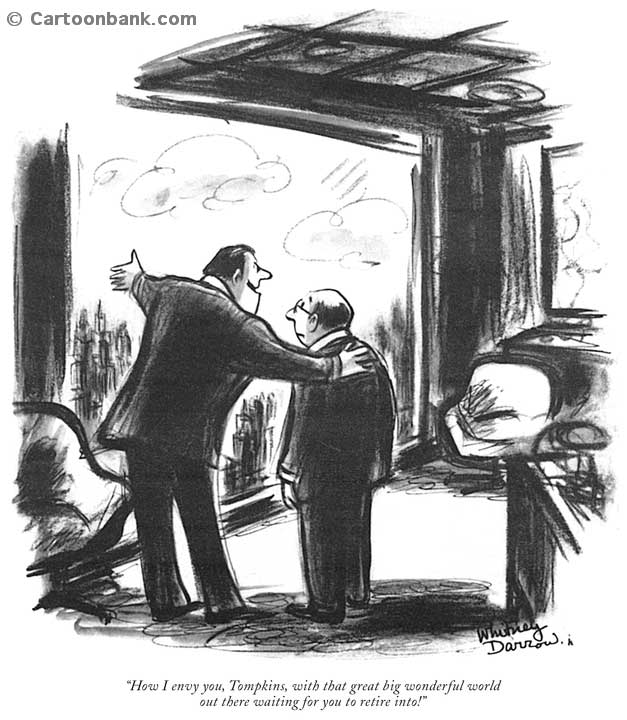 © Cartoonbank.com
Whitney
Darrow. Jr
“How I envy you, Tompkins, with that great big wonderful world
out there waiting for you to retire into!”